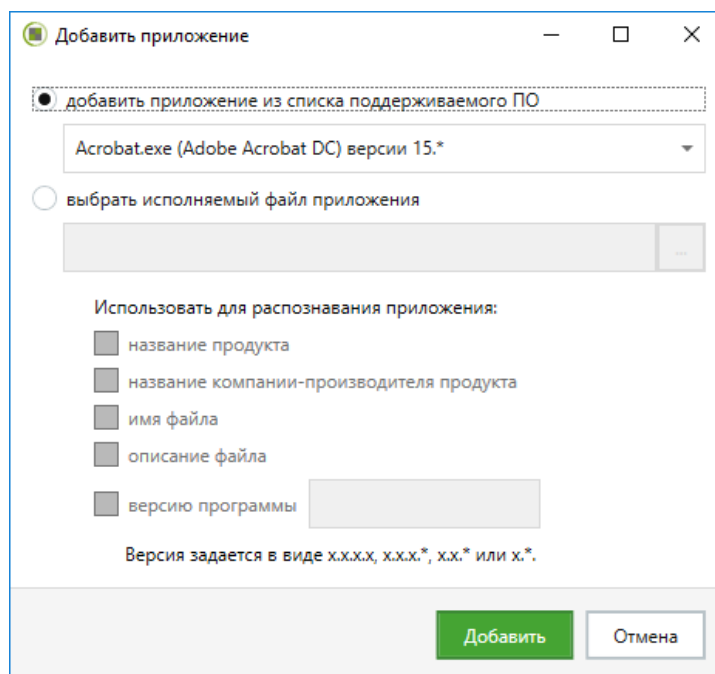 Добавить приложение
добавить приложение из списка поддерживаемого ПО
Acrobat.exe (Adobe Acrobat DC) версии 15.*
выбрать исполняемый файл приложения
...
Использовать для распознавания приложения:
название продукта
название компании-производителя продукта
имя файла
описание файла
версию программы
Версия задается в виде x.x.x.x, x.x.x.*, x.x.* или x.*.
Добавить
Отмена